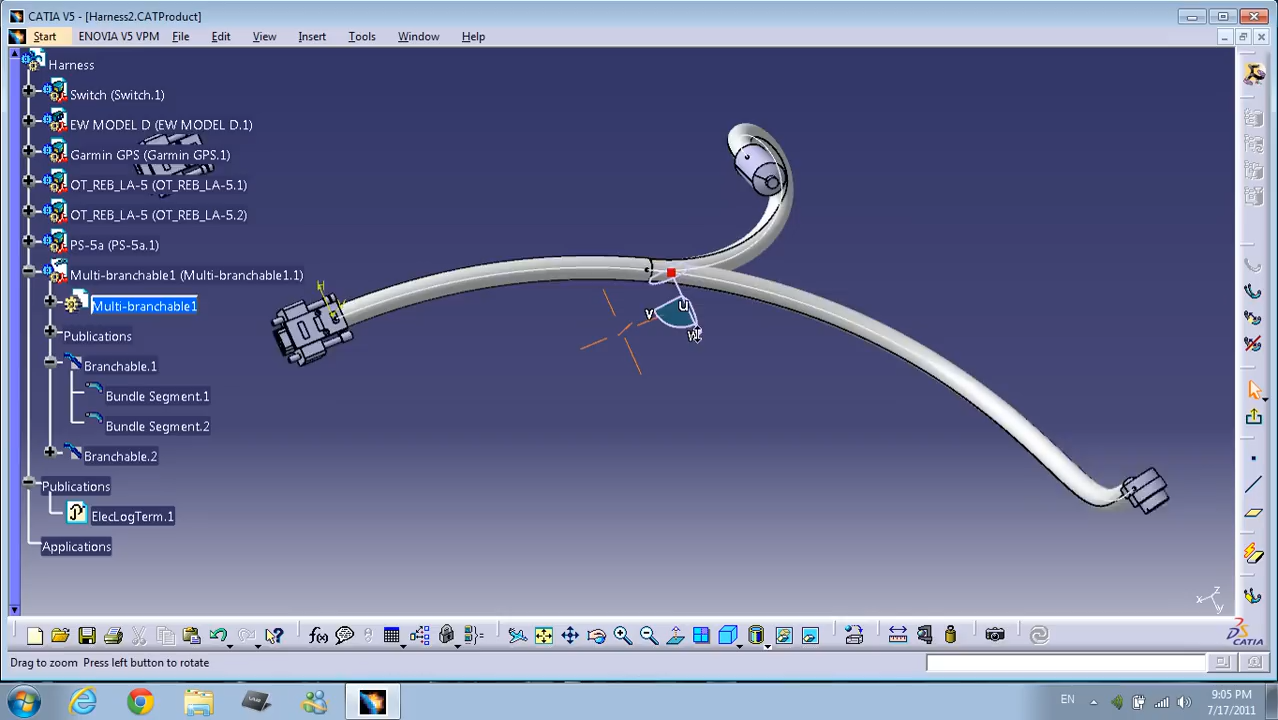 CATIA V5 - [Harness2.CATProduct]
Start ENOVIA V5 VPM File Edit View Insert Tools Window Help
Harness
Switch (Switch.1)
EW MODEL D (EW MODEL D.1)
Garmin GPS (Garmin GPS.1)
OT_REB_LA-5 (OT_REB_LA-5.1)
OT_REB_LA-5 (OT_REB_LA-5.2)
PS-5a (PS-5a.1)
Multi-branchable1 (Multi-branchable1.1)
Multi-branchable1
Publications
Branchable.1
Bundle Segment.1
Bundle Segment.2
Branchable.2
Publications
ElecLogTerm.1
Applications
H
U
V
W
z
x
y
f(x)
CATIA
Drag to zoom Press left button to rotate
EN
9:05 PM
7/17/2011